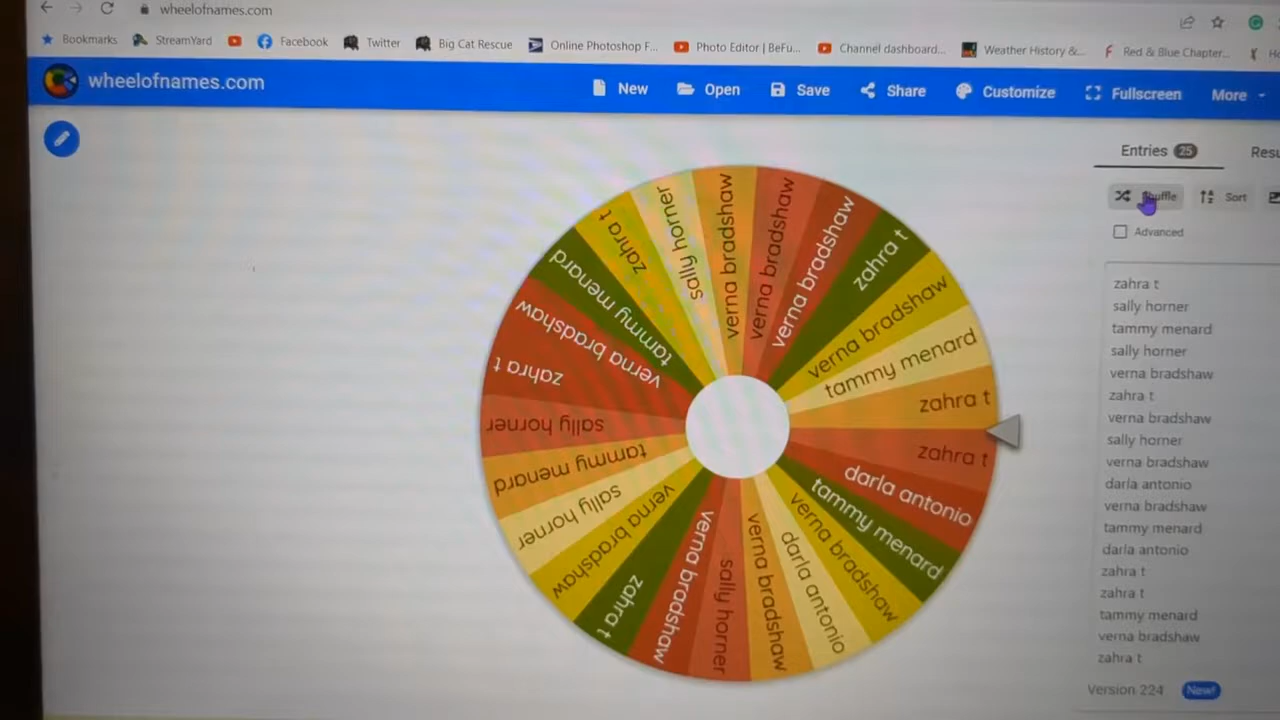 wheelofnames.com
Bookmarks StreamYard Facebook Twitter Big Cat Rescue Online Photoshop F... Photo Editor | BeFu... Channel dashboard... Weather History &... Red & Blue Chapter...
wheelofnames.com New Open Save Share Customize Fullscreen More
Entries 25
Shuffle Sort
Advanced
zahra t
sally horner
verna bradshaw
verna bradshaw
verna bradshaw
zahra t
verna bradshaw
tammy menard
zahra t
zahra t
darla antonio
tammy menard
verna bradshaw
darla antonio
verna bradshaw
sally horner
verna bradshaw
zahra t
verna bradshaw
sally horner
tammy menard
sally horner
zahra t
verna bradshaw
tammy menard
zahra t
sally horner
tammy menard
sally horner
verna bradshaw
zahra t
verna bradshaw
sally horner
verna bradshaw
darla antonio
verna bradshaw
tammy menard
darla antonio
zahra t
zahra t
tammy menard
verna bradshaw
zahra t
Version 224 New!